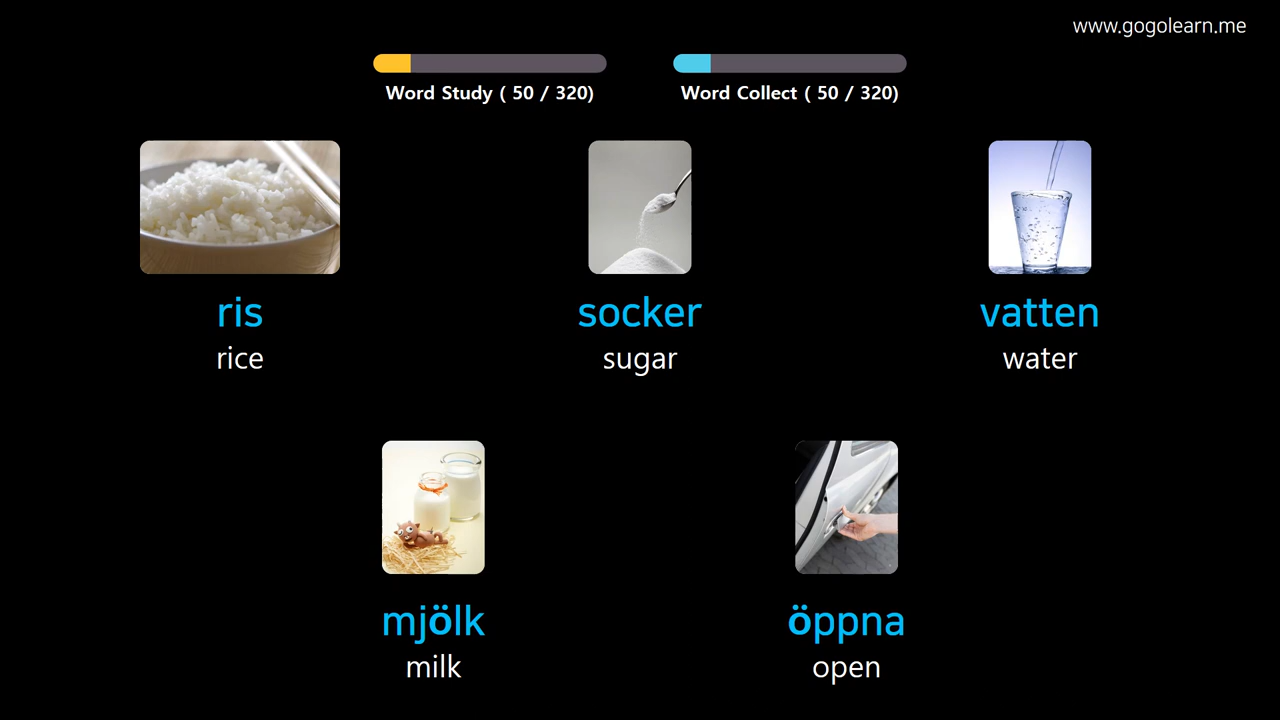 www.gogolearn.me
Word Study ( 50 / 320)
Word Collect ( 50 / 320)
ris
rice
socker
sugar
vatten
water
mjölk
milk
öppna
open